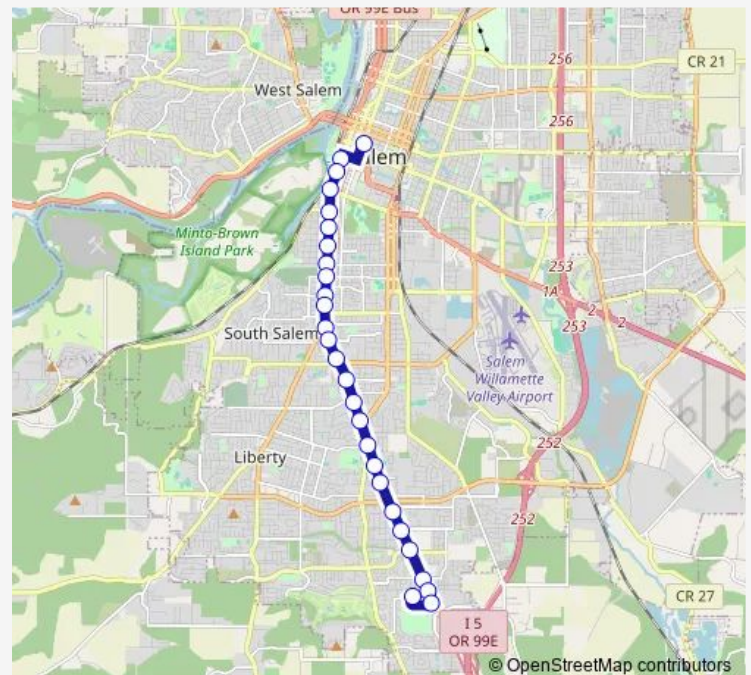 OR 99E Bus
256
CR 21
West Salem
256
alem
Minto-Brown
Island Park
253
1A
2
253
2
South Salem
Salem
Willamette
Valley Airport
252
Liberty
252
CR 27
I 5
OR 99E
© OpenStreetMap contributors